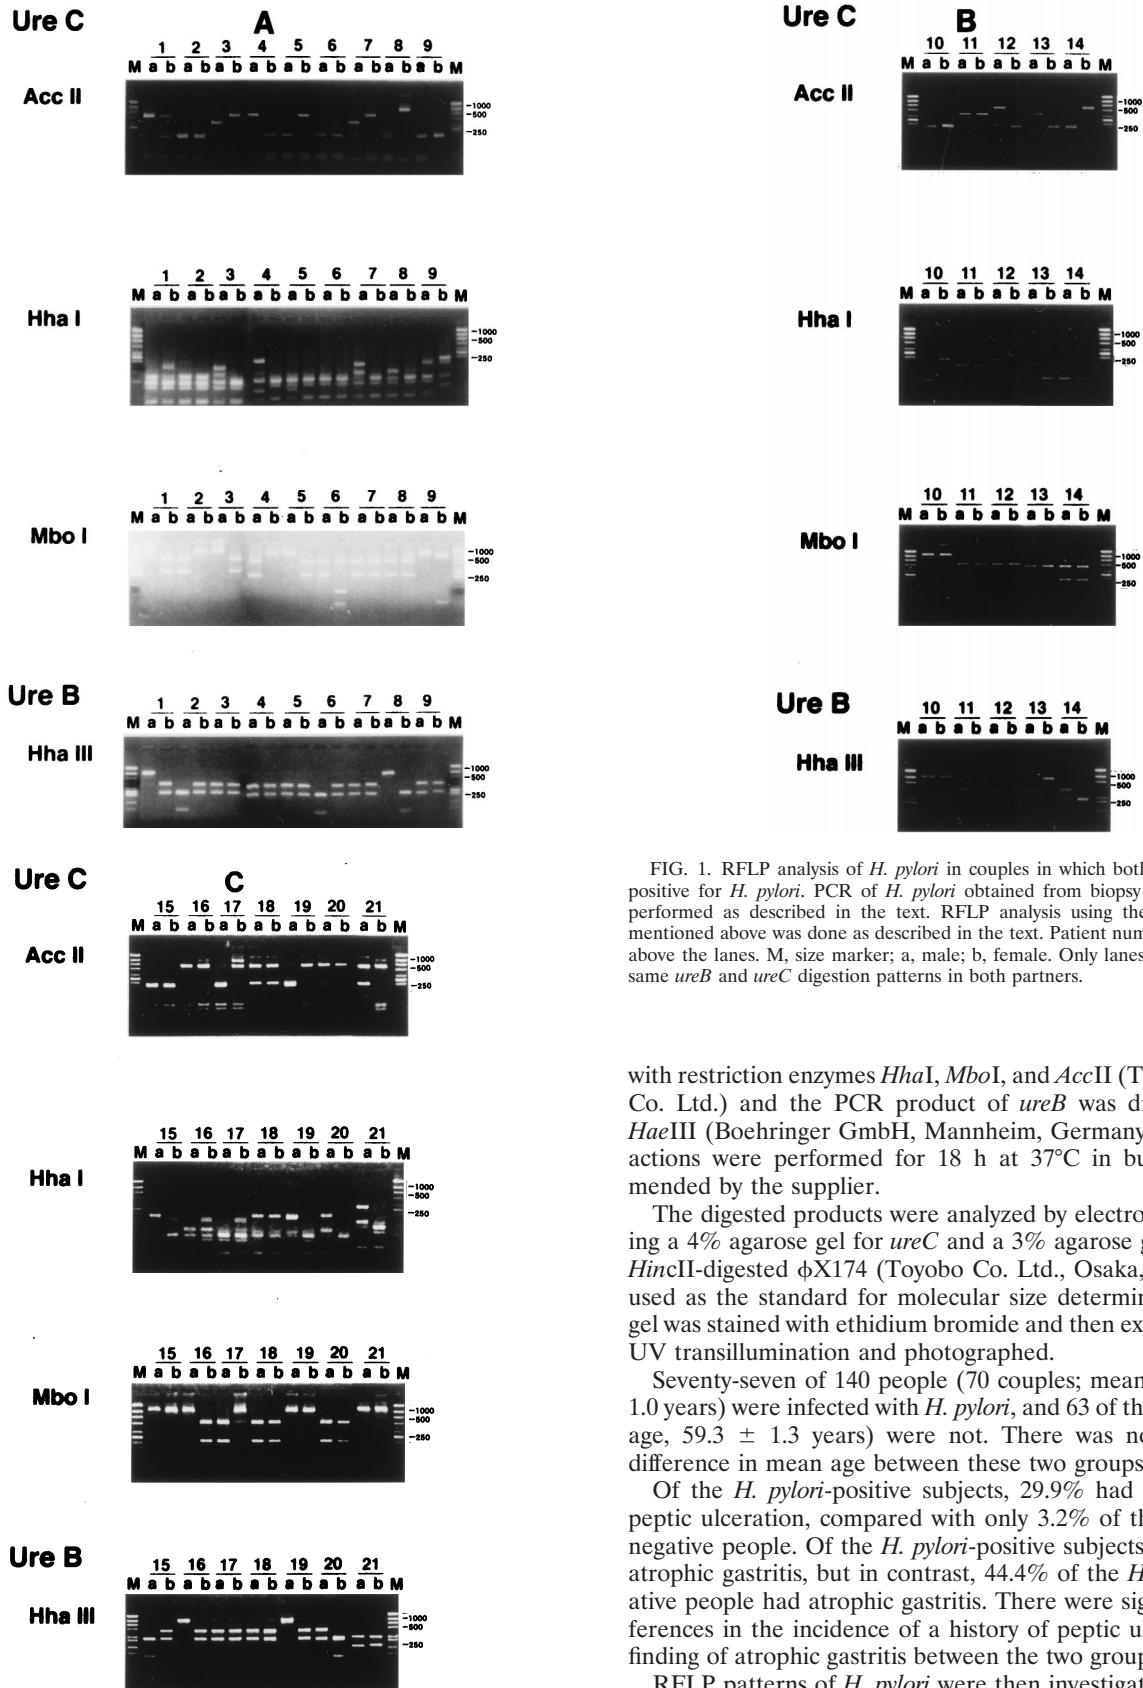 Ure C
A
1 2 3 4 5 6 7 8 9
M a b a b a b a b a b a b a b a b a b M
Acc II
-1000
-500
-250
1 2 3 4 5 6 7 8 9
M a b a b a b a b a b a b a b a b a b M
Hha I
-1000
-500
-250
1 2 3 4 5 6 7 8 9
M a b a b a b a b a b a b a b a b a b M
Mbo I
-1000
-500
-250
Ure B
1 2 3 4 5 6 7 8 9
M a b a b a b a b a b a b a b a b a b M
Hha III
-1000
-500
-250
Ure C
C
15 16 17 18 19 20 21
M a b a b a b a b a b a b a b M
Acc II
-1000
-500
-250
15 16 17 18 19 20 21
M a b a b a b a b a b a b a b M
Hha I
-1000
-500
-250
15 16 17 18 19 20 21
M a b a b a b a b a b a b a b M
Mbo I
-1000
-500
-250
Ure B
15 16 17 18 19 20 21
M a b a b a b a b a b a b a b M
Hha III
-1000
-500
-250
Ure C
B
10 11 12 13 14
M a b a b a b a b a b M
Acc II
-1000
-500
-250
10 11 12 13 14
M a b a b a b a b a b M
Hha I
-1000
-500
-250
10 11 12 13 14
M a b a b a b a b a b M
Mbo I
-1000
-500
-250
Ure B
10 11 12 13 14
M a b a b a b a b a b M
Hha III
-1000
-500
-250
FIG. 1. RFLP analysis of H. pylori in couples in which both
positive for H. pylori. PCR of H. pylori obtained from biopsy
performed as described in the text. RFLP analysis using the
mentioned above was done as described in the text. Patient num
above the lanes. M, size marker; a, male; b, female. Only lanes
same ureB and ureC digestion patterns in both partners.
with restriction enzymes HhaI, MboI, and AccII (T
Co. Ltd.) and the PCR product of ureB was di
HaeIII (Boehringer GmbH, Mannheim, Germany
actions were performed for 18 h at 37°C in bu
mended by the supplier.
The digested products were analyzed by electro
ing a 4% agarose gel for ureC and a 3% agarose g
HincII-digested φX174 (Toyobo Co. Ltd., Osaka,
used as the standard for molecular size determin
gel was stained with ethidium bromide and then ex
UV transillumination and photographed.
Seventy-seven of 140 people (70 couples; mean
1.0 years) were infected with H. pylori, and 63 of th
age, 59.3 ± 1.3 years) were not. There was no
difference in mean age between these two groups
Of the H. pylori-positive subjects, 29.9% had
peptic ulceration, compared with only 3.2% of th
negative people. Of the H. pylori-positive subjects
atrophic gastritis, but in contrast, 44.4% of the H
ative people had atrophic gastritis. There were sig
ferences in the incidence of a history of peptic u
finding of atrophic gastritis between the two group
RFLP patterns of H. pylori were then investigat